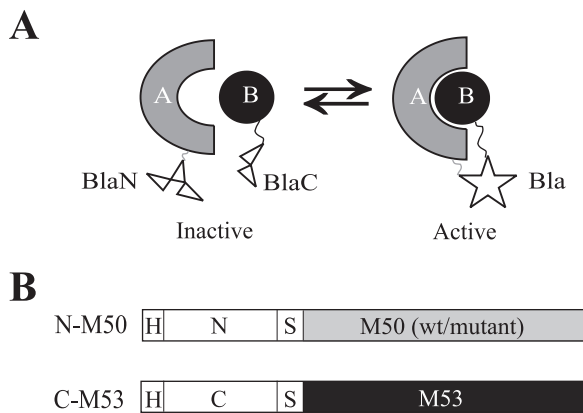 A
A B
A B
BlaN BlaC Bla
Inactive Active
B
N-M50 H N S M50 (wt/mutant)
C-M53 H C S M53